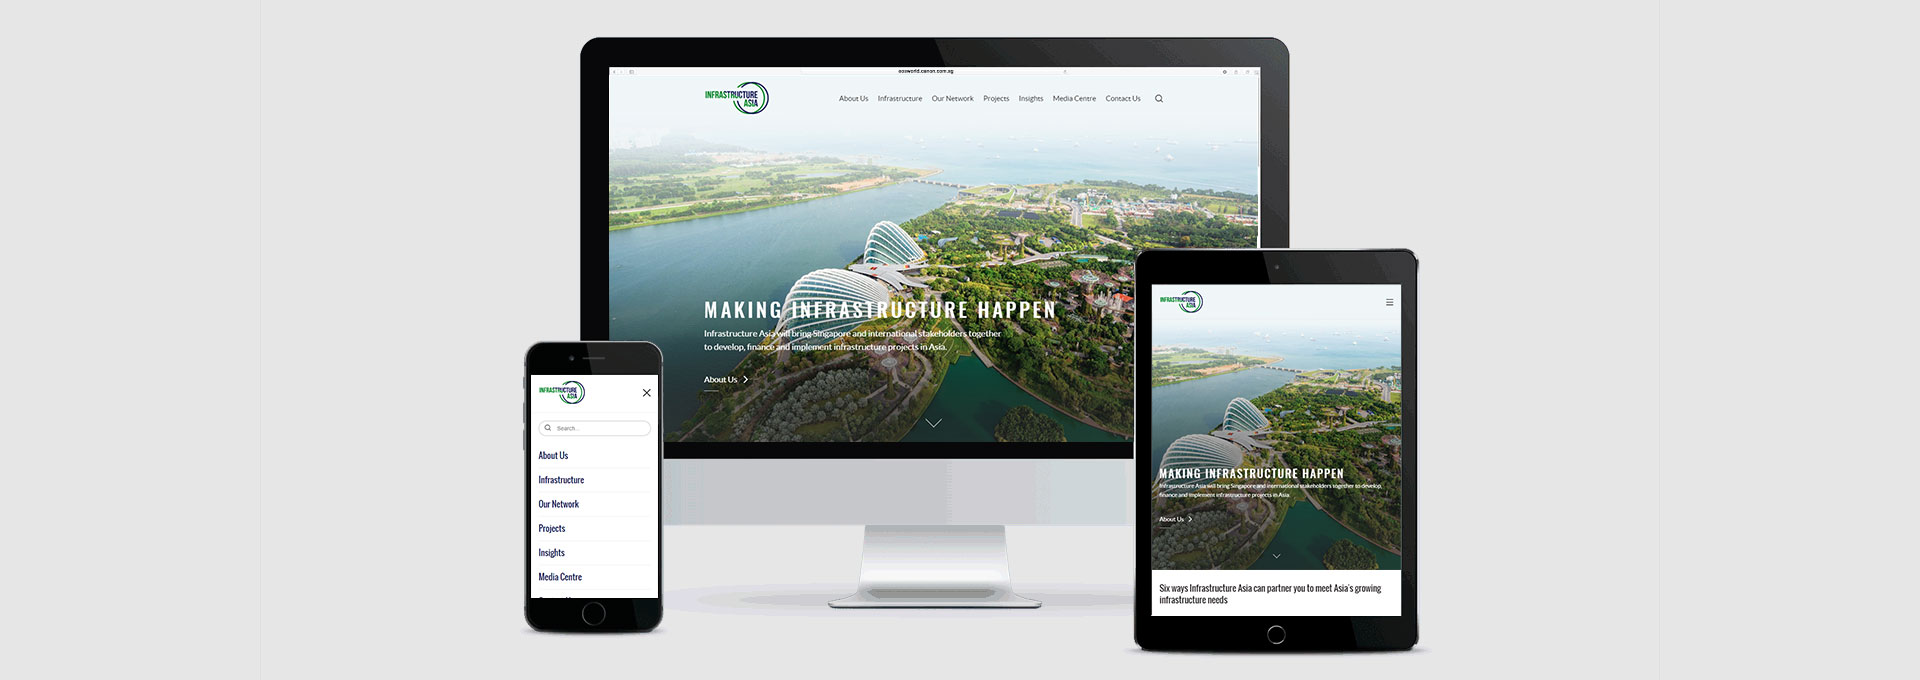 eosworld.canon.com.sg
INFRASTRUCTURE
ASIA
About Us Infrastructure Our Network Projects Insights Media Centre Contact Us
MAKING INFRASTRUCTURE HAPPEN
Infrastructure Asia will bring Singapore and international stakeholders together
to develop, finance and implement infrastructure projects in Asia.
About Us
INFRASTRUCTURE
ASIA
Search...
About Us
Infrastructure
Our Network
Projects
Insights
Media Centre
INFRASTRUCTURE
ASIA
MAKING INFRASTRUCTURE HAPPEN
Infrastructure Asia will bring Singapore and international stakeholders together to develop,
finance and implement infrastructure projects in Asia.
About Us
Six ways Infrastructure Asia can partner you to meet Asia's growing
infrastructure needs